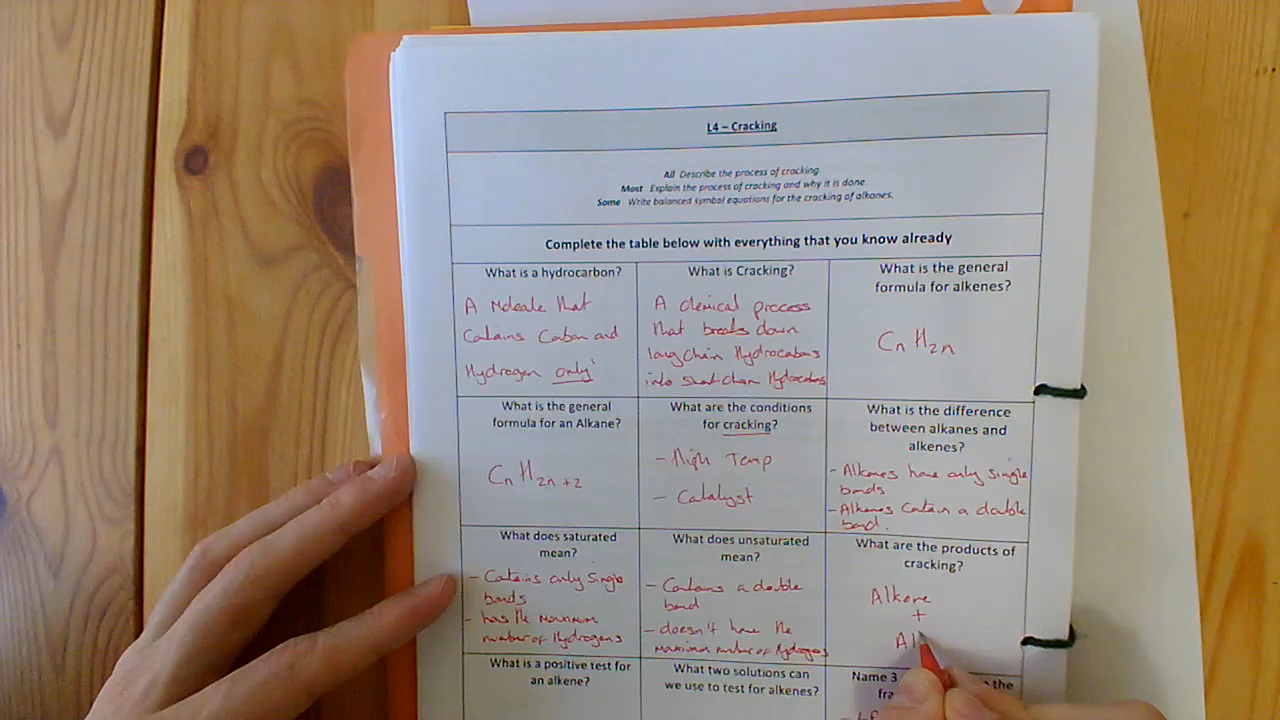 L4 – Cracking
All Describe the process of cracking.
Most Explain the process of cracking and why it is done.
Some Write balanced symbol equations for the cracking of alkanes.
Complete the table below with everything that you know already
What is a hydrocarbon?
A Molecule that
Contains Carbon and
Hydrogen only
What is Cracking?
A chemical process
that breaks down
long chain Hydrocarbons
into short chain Hydrocarbons
What is the general
formula for alkenes?
CnH2n
What is the general
formula for an Alkane?
CnH2n+2
What are the conditions
for cracking?
- High Temp
- Catalyst
What is the difference
between alkanes and
alkenes?
- Alkanes have only single
bonds
- Alkenes Contain a double
bond.
What does saturated
mean?
- Contains only single
bonds
- has the maximum
number of Hydrogens
What does unsaturated
mean?
- Contains a double
bond
- doesn't have the
maximum number of Hydrogens
What are the products of
cracking?
Alkene
+
Al
What is a positive test for
an alkene?
What two solutions can
we use to test for alkenes?
Name 3
the